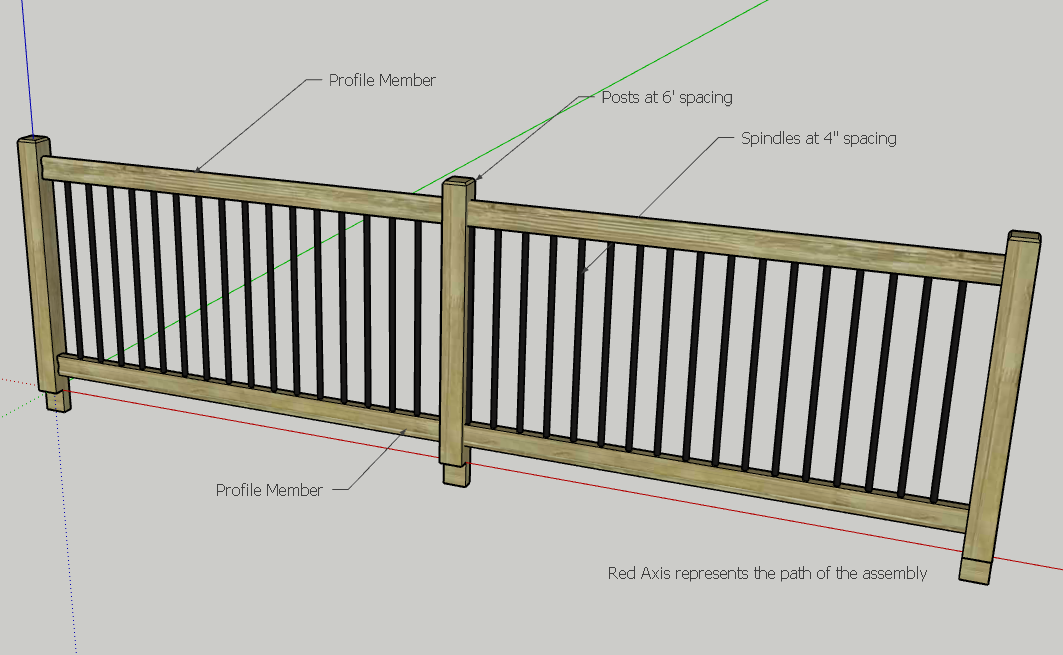 Profile Member
Posts at 6' spacing
Spindles at 4" spacing
Profile Member
Red Axis represents the path of the assembly